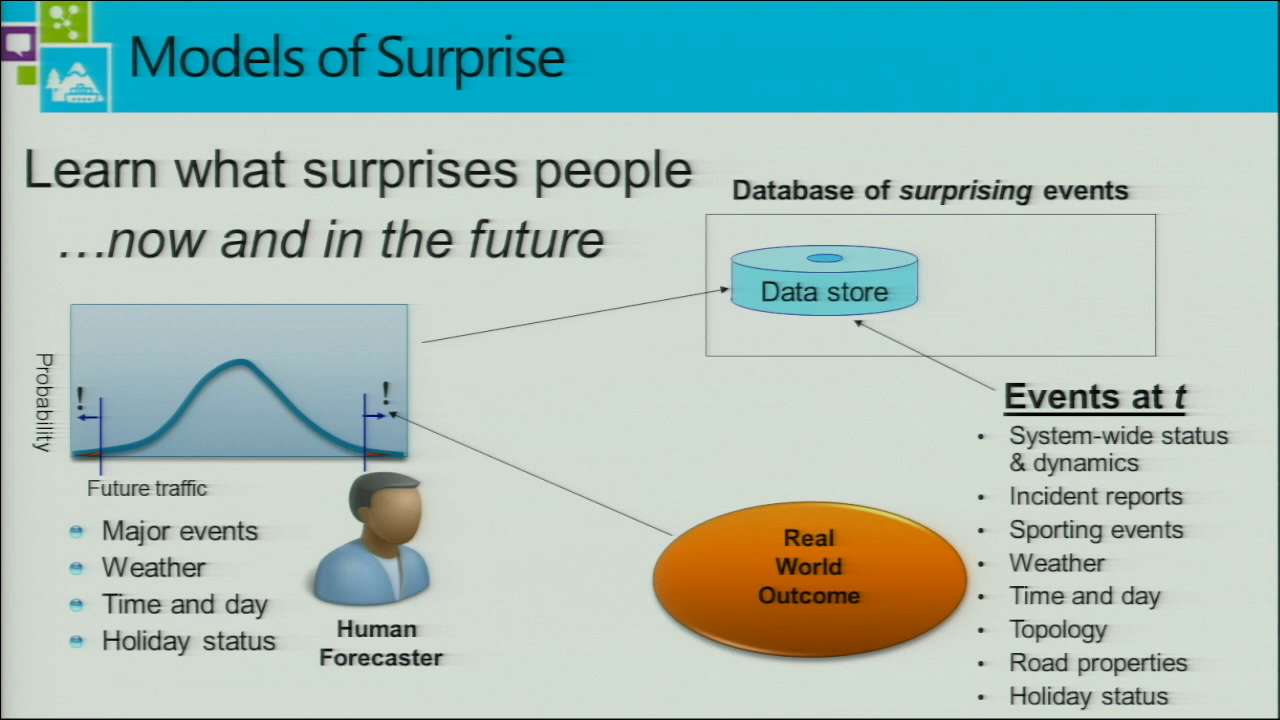 Models of Surprise
Learn what surprises people
…now and in the future
Database of surprising events
Data store
Probability
!
!
Future traffic
Major events
Weather
Time and day
Holiday status
Human
Forecaster
Real
World
Outcome
Events at t
System-wide status
& dynamics
Incident reports
Sporting events
Weather
Time and day
Topology
Road properties
Holiday status